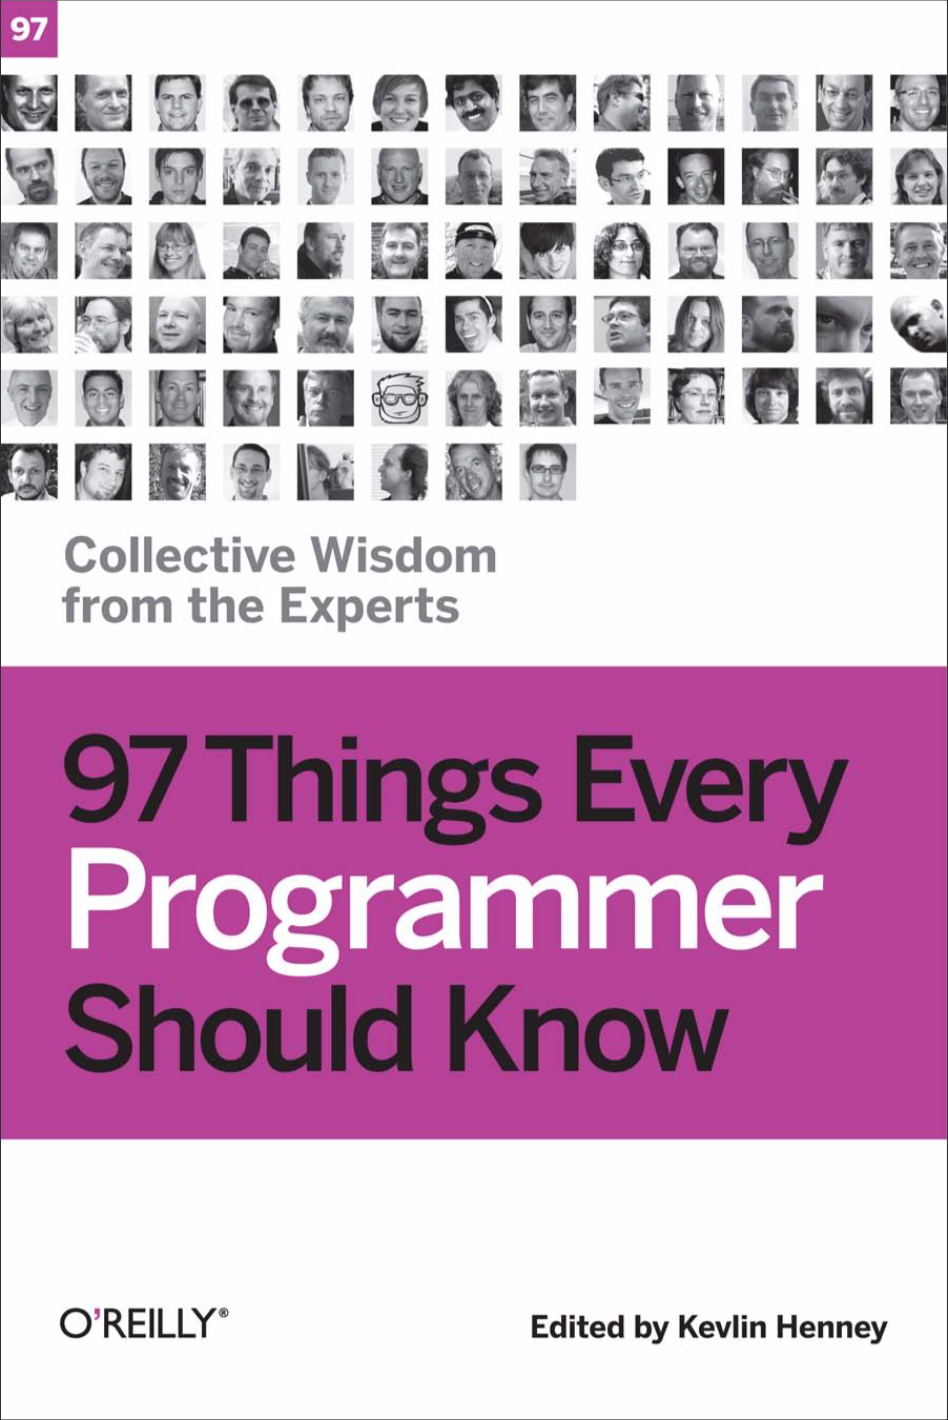 97
Collective Wisdom
from the Experts
97 Things Every
Programmer
Should Know
O'REILLY®
Edited by Kevlin Henney